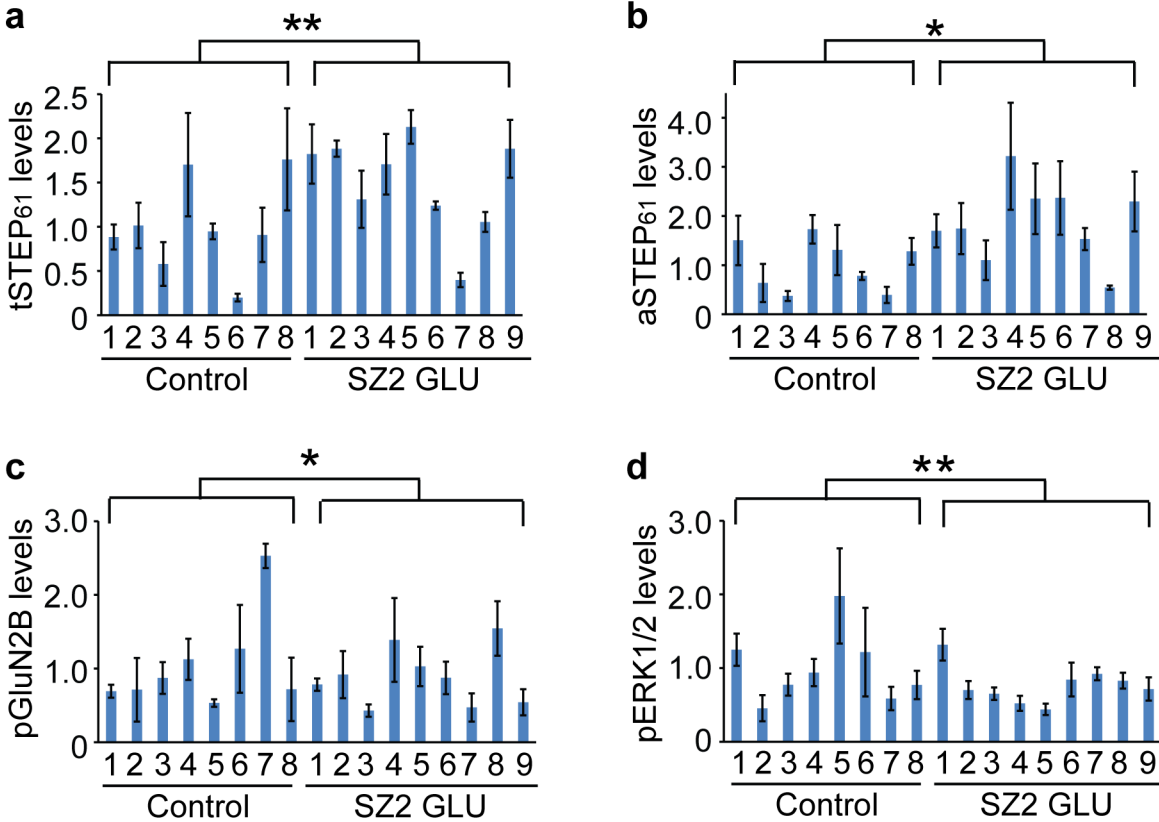 a
**
tSTEP61 levels
2.5
2.0
1.5
1.0
0.5
0
1 2 3 4 5 6 7 8 1 2 3 4 5 6 7 8 9
Control SZ2 GLU
b
*
aSTEP61 levels
4.0
3.0
2.0
1.0
0
1 2 3 4 5 6 7 8 1 2 3 4 5 6 7 8 9
Control SZ2 GLU
c
*
pGluN2B levels
3.0
2.0
1.0
0
1 2 3 4 5 6 7 8 1 2 3 4 5 6 7 8 9
Control SZ2 GLU
d
**
pERK1/2 levels
3.0
2.0
1.0
0
1 2 3 4 5 6 7 8 1 2 3 4 5 6 7 8 9
Control SZ2 GLU